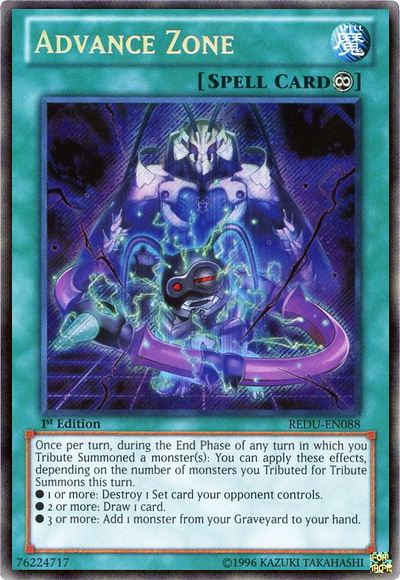 ADVANCE ZONE
SPELL
魔
[SPELL CARD]
1st Edition
REDU-EN088
Once per turn, during the End Phase of any turn in which you
Tribute Summoned a monster(s): You can apply these effects,
depending on the number of monsters you Tributed for Tribute
Summons this turn.
● 1 or more: Destroy 1 Set card your opponent controls.
● 2 or more: Draw 1 card.
● 3 or more: Add 1 monster from your Graveyard to your hand.
76224717
©1996 KAZUKI TAKAHASHI